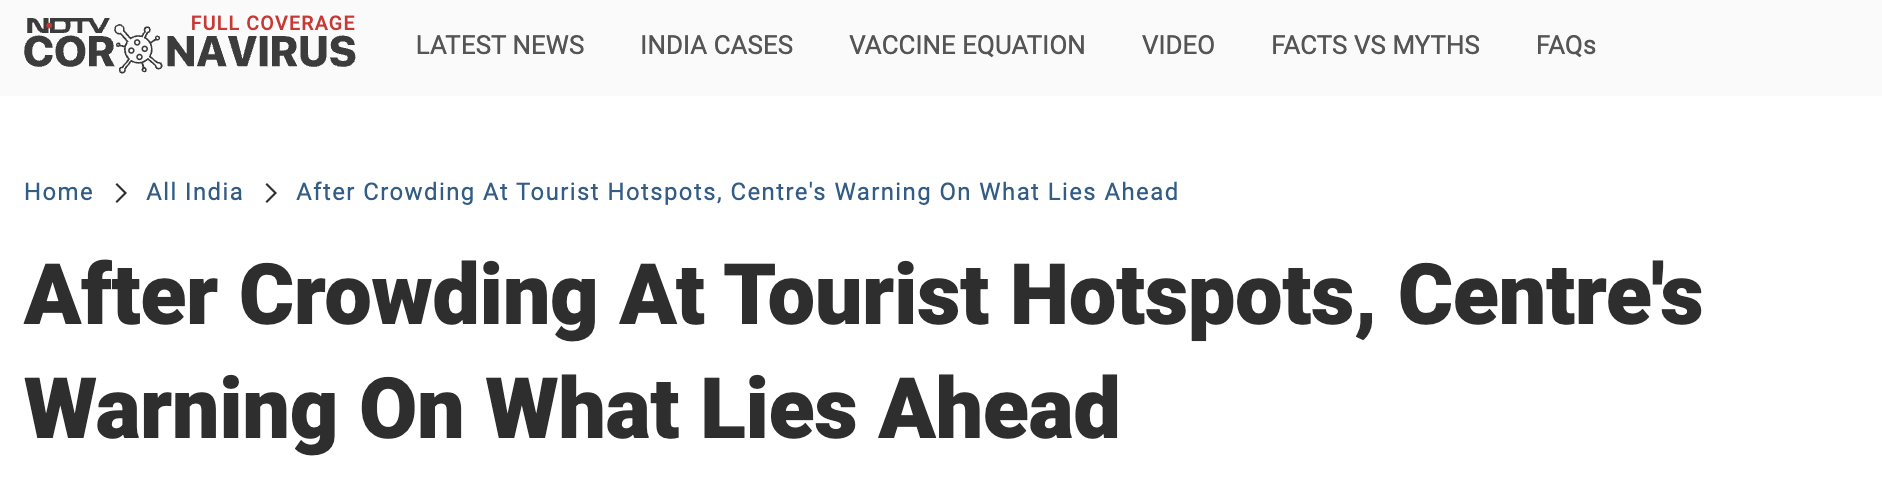 NDTV FULL COVERAGE
CORONAVIRUS
LATEST NEWS INDIA CASES VACCINE EQUATION VIDEO FACTS VS MYTHS FAQs
Home > All India > After Crowding At Tourist Hotspots, Centre's Warning On What Lies Ahead
After Crowding At Tourist Hotspots, Centre's
Warning On What Lies Ahead